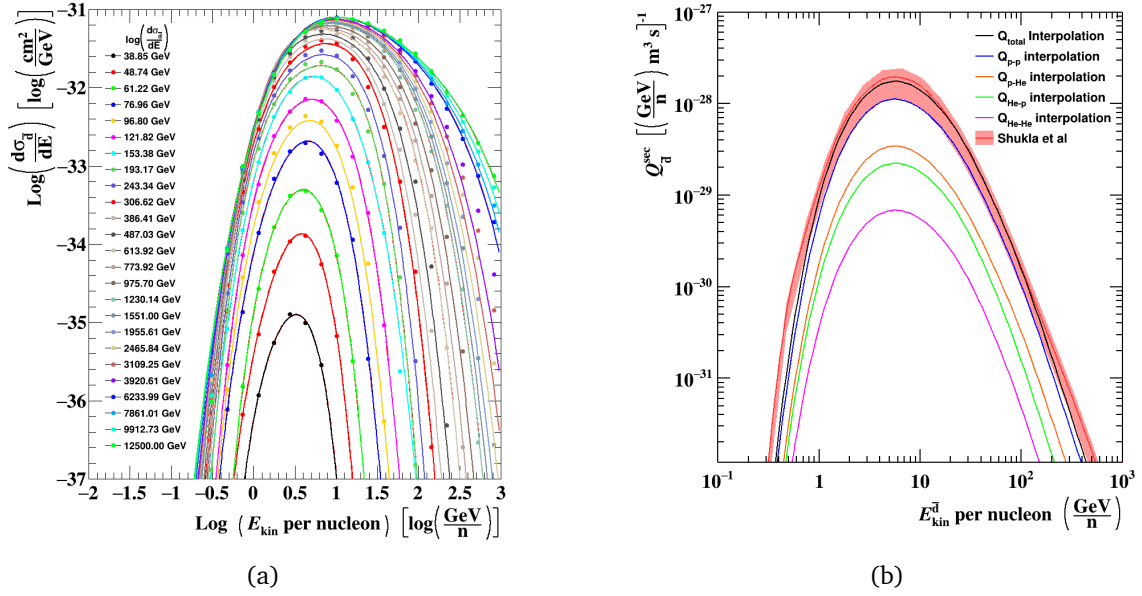 −31
−32
−33
−34
−35
−36
−37
−2 −1.5 −1 −0.5 0 0.5 1 1.5 2 2.5 3
Log(dσ_d̄/dE) [log(cm²/GeV)]
log(dσ_d̄/dE)
38.85 GeV
48.74 GeV
61.22 GeV
76.96 GeV
96.80 GeV
121.82 GeV
153.38 GeV
193.17 GeV
243.34 GeV
306.62 GeV
386.41 GeV
487.03 GeV
613.92 GeV
773.92 GeV
975.70 GeV
1230.14 GeV
1551.00 GeV
1955.61 GeV
2465.84 GeV
3109.25 GeV
3920.61 GeV
6233.99 GeV
7861.01 GeV
9912.73 GeV
12500.00 GeV
Log (E_kin per nucleon) [log(GeV/n)]
(a)
10⁻²⁷
10⁻²⁸
10⁻²⁹
10⁻³⁰
10⁻³¹
10⁻¹ 1 10 10² 10³
Q_d̄^sec [(GeV/n) m³ s]⁻¹
Q_total Interpolation
Q_p-p interpolation
Q_p-He interpolation
Q_He-p interpolation
Q_He-He interpolation
Shukla et al
E_kin^d̄ per nucleon (GeV/n)
(b)